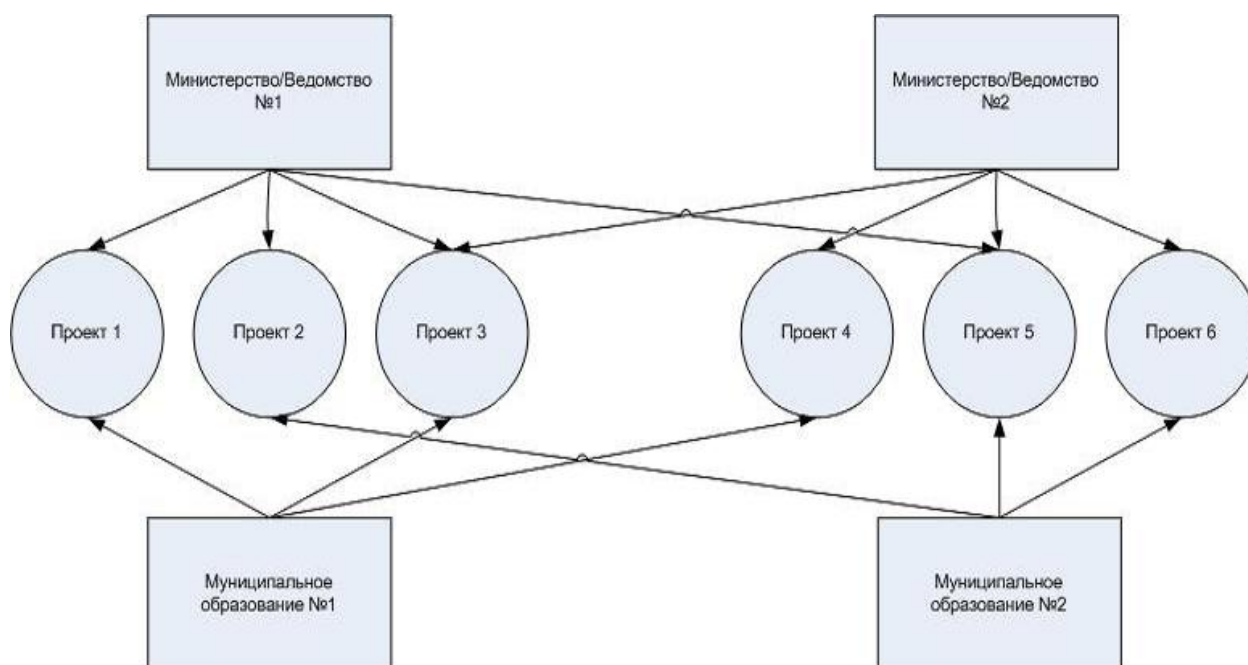 Министерство/Ведомство
№1
Министерство/Ведомство
№2
Проект 1
Проект 2
Проект 3
Проект 4
Проект 5
Проект 6
Муниципальное
образование №1
Муниципальное
образование №2